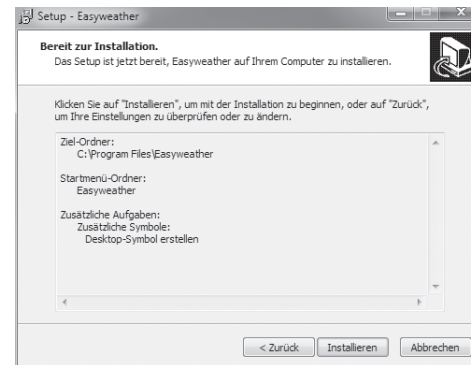 Setup - Easyweather
Bereit zur Installation.
Das Setup ist jetzt bereit, Easyweather auf Ihrem Computer zu installieren.
Klicken Sie auf "Installieren", um mit der Installation zu beginnen, oder auf "Zurück",
um Ihre Einstellungen zu überprüfen oder zu ändern.
Ziel-Ordner:
C:\Program Files\Easyweather
Startmenü-Ordner:
Easyweather
Zusätzliche Aufgaben:
Zusätzliche Symbole:
Desktop-Symbol erstellen
< Zurück
Installieren
Abbrechen